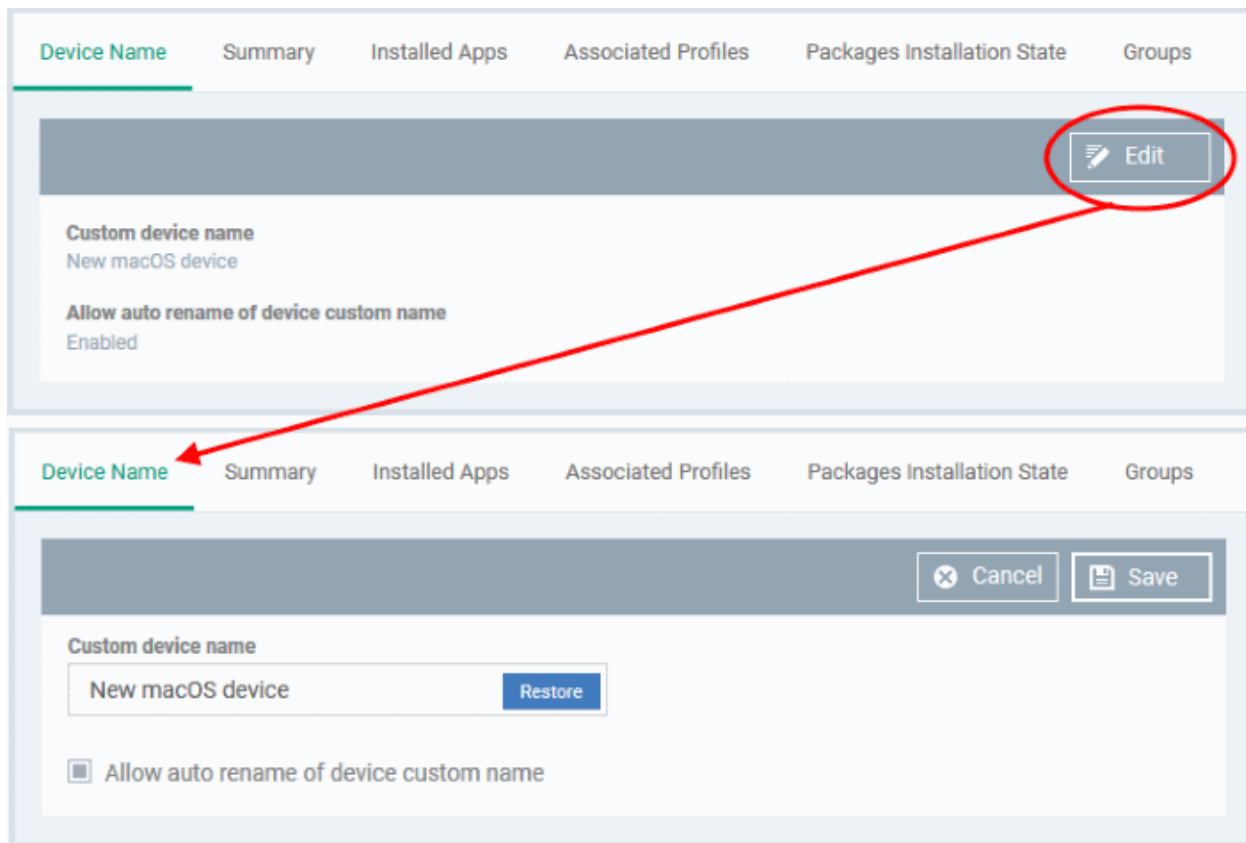 Device Name Summary Installed Apps Associated Profiles Packages Installation State Groups
Edit
Custom device name
New macOS device
Allow auto rename of device custom name
Enabled
Device Name Summary Installed Apps Associated Profiles Packages Installation State Groups
Cancel Save
Custom device name
New macOS device Restore
Allow auto rename of device custom name